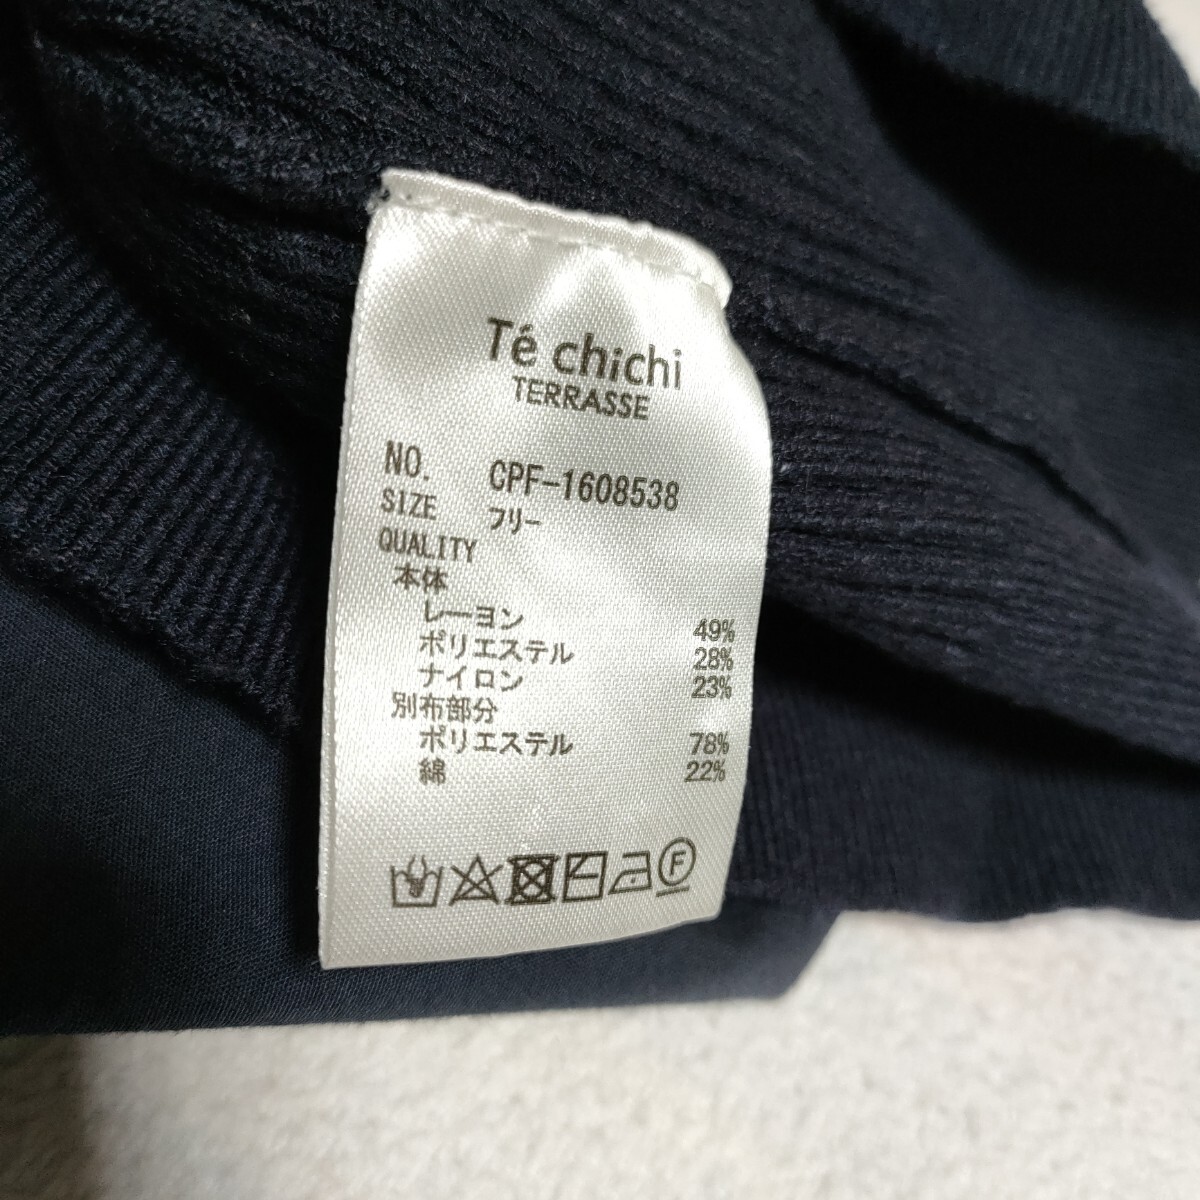 Té chichi
TERRASSE
NO. CPF-1608538
SIZE フリー
QUALITY
本体
レーヨン 49%
ポリエステル 28%
ナイロン 23%
別布部分
ポリエステル 78%
綿 22%
F